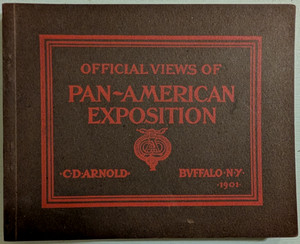 OFFICIAL VIEWS OF
PAN-AMERICAN
EXPOSITION
·C·D·ARNOLD·
BVFFALO·N·Y·
·1901·